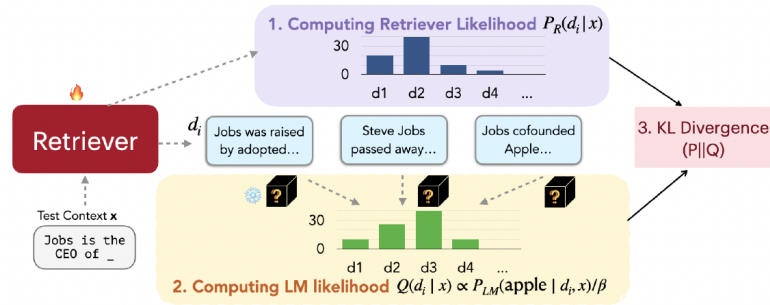 1. Computing Retriever Likelihood P_R(d_i | x)
30
0
d1 d2 d3 d4 ...
Retriever
d_i
Jobs was raised
by adopted...
Steve Jobs
passed away...
Jobs cofounded
Apple...
3. KL Divergence
(P||Q)
? ? ?
Test Context x
Jobs is the
CEO of _
30
0
d1 d2 d3 d4 ...
2. Computing LM likelihood Q(d_i | x) ∝ P_LM(apple | d_i, x)/β